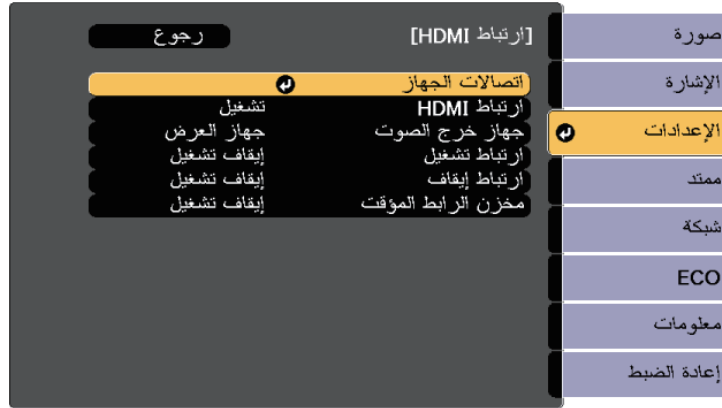 صورة
الإشارة
الإعدادات
ممتد
شبكة
ECO
معلومات
إعادة الضبط
[ارتباط HDMI] رجوع
اتصالات الجهاز
ارتباط HDMI تشغيل
جهاز خرج الصوت جهاز العرض
ارتباط تشغيل إيقاف تشغيل
ارتباط إيقاف إيقاف تشغيل
مخزن الرابط المؤقت إيقاف تشغيل